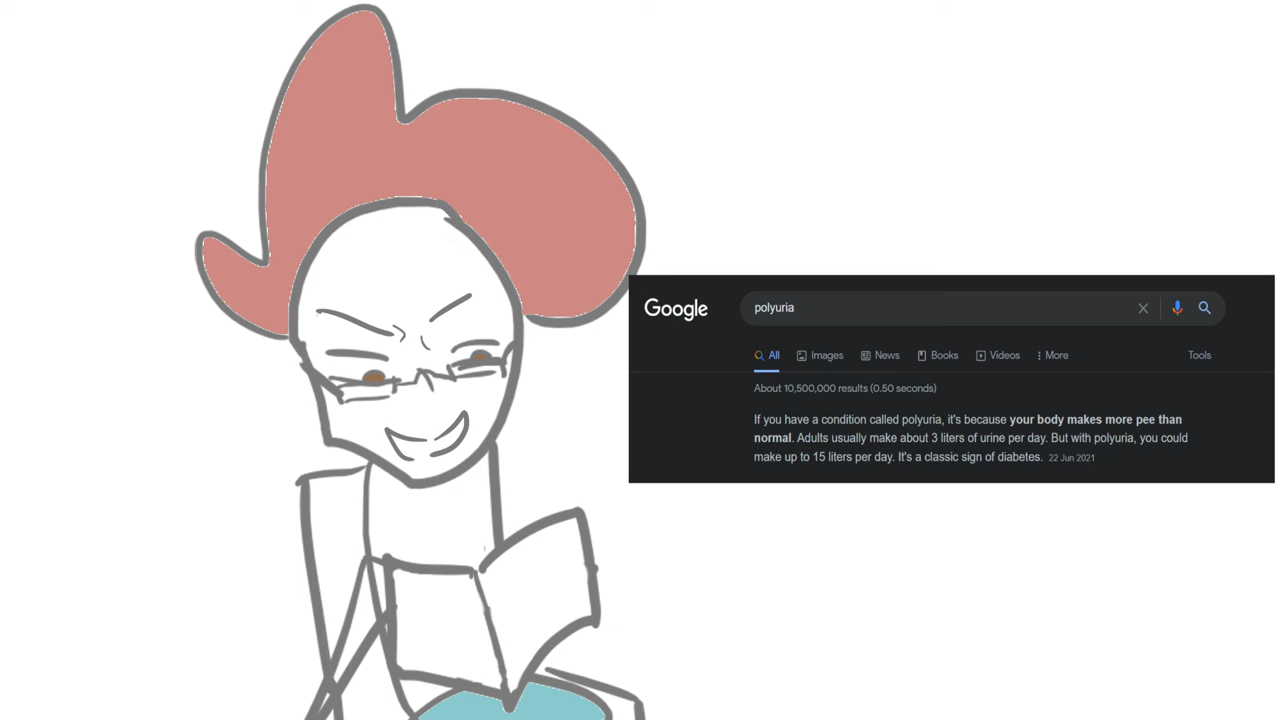 Google polyuria
All Images News Books Videos More Tools
About 10,500,000 results (0.50 seconds)
If you have a condition called polyuria, it's because your body makes more pee than
normal. Adults usually make about 3 liters of urine per day. But with polyuria, you could
make up to 15 liters per day. It's a classic sign of diabetes. 22 Jun 2021